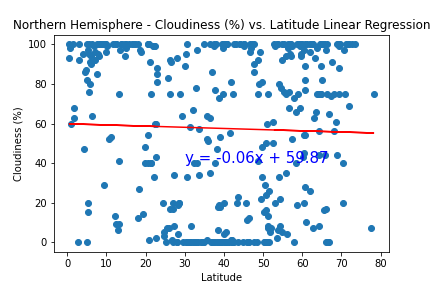 Northern Hemisphere - Cloudiness (%) vs. Latitude Linear Regression
100
80
60
40
20
0
Cloudiness (%)
y = -0.06x + 59.87
0 10 20 30 40 50 60 70 80
Latitude